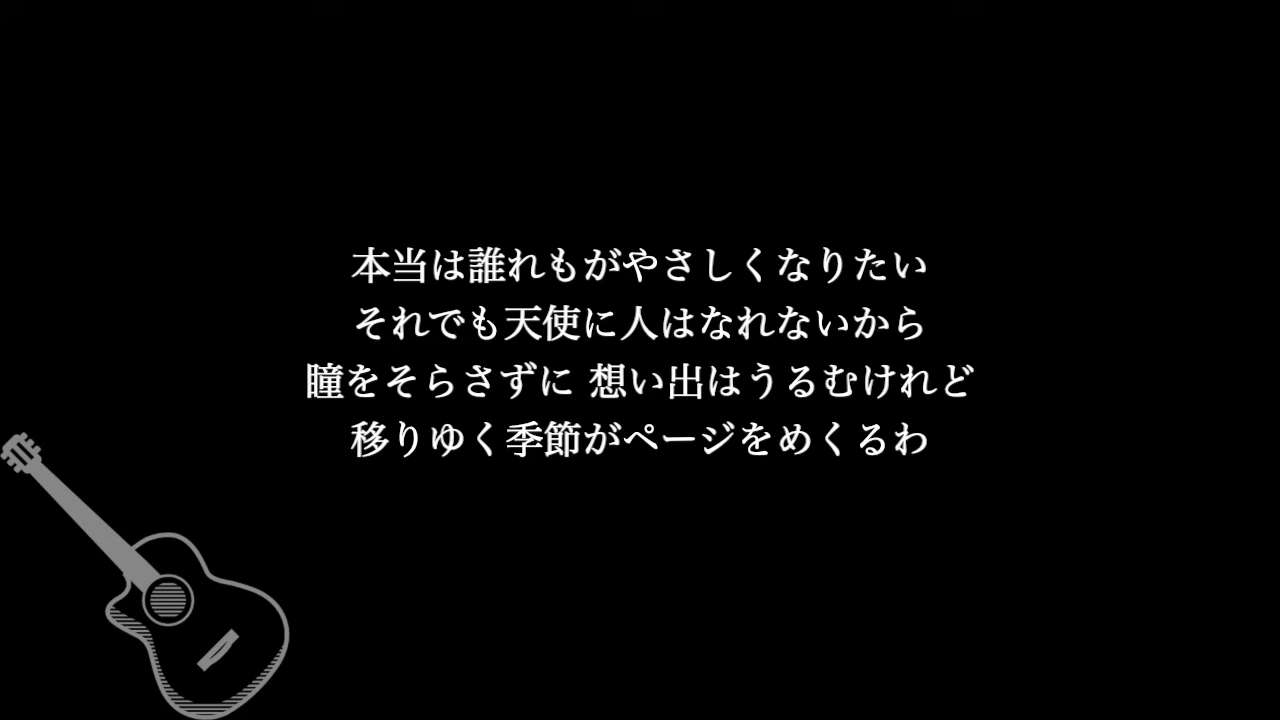 本当は誰れもがやさしくなりたい
それでも天使に人はなれないから
瞳をそらさずに 想い出はうるむけれど
移りゆく季節がページをめくるわ